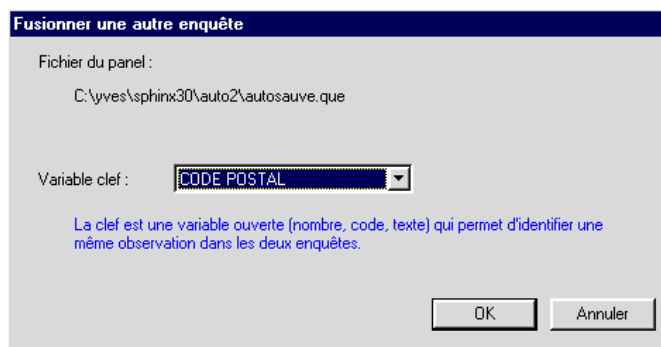 Fusionner une autre enquête
Fichier du panel :
C:\yves\sphinx30\auto2\autosauve.que
Variable clef :
CODE POSTAL
La clef est une variable ouverte (nombre, code, texte) qui permet d'identifier une
même observation dans les deux enquêtes.
OK
Annuler